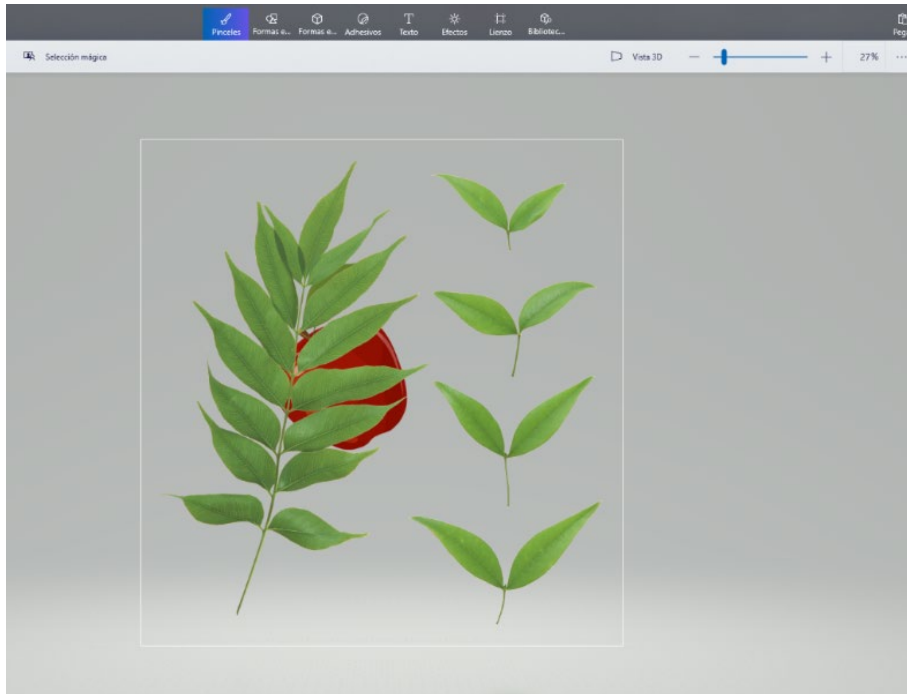 Pinceles Formas e... Formas e... Adhesivos Texto Efectos Lienzo Bibliotec...
Selección mágica Vista 3D 27%